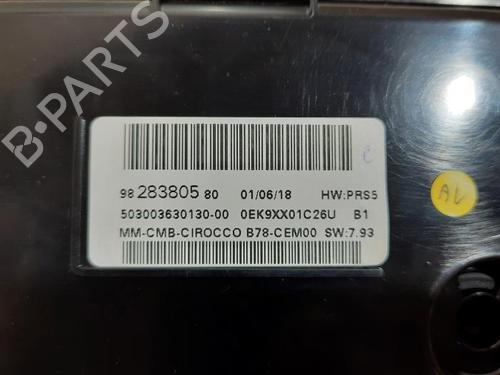 98 283805 80 01/06/18 HW:PRS5
503003630130-00 0EK9XX01C26U B1
MM-CMB-CIROCCO B78-CEM00 SW:7.93
AL
B-PARTS